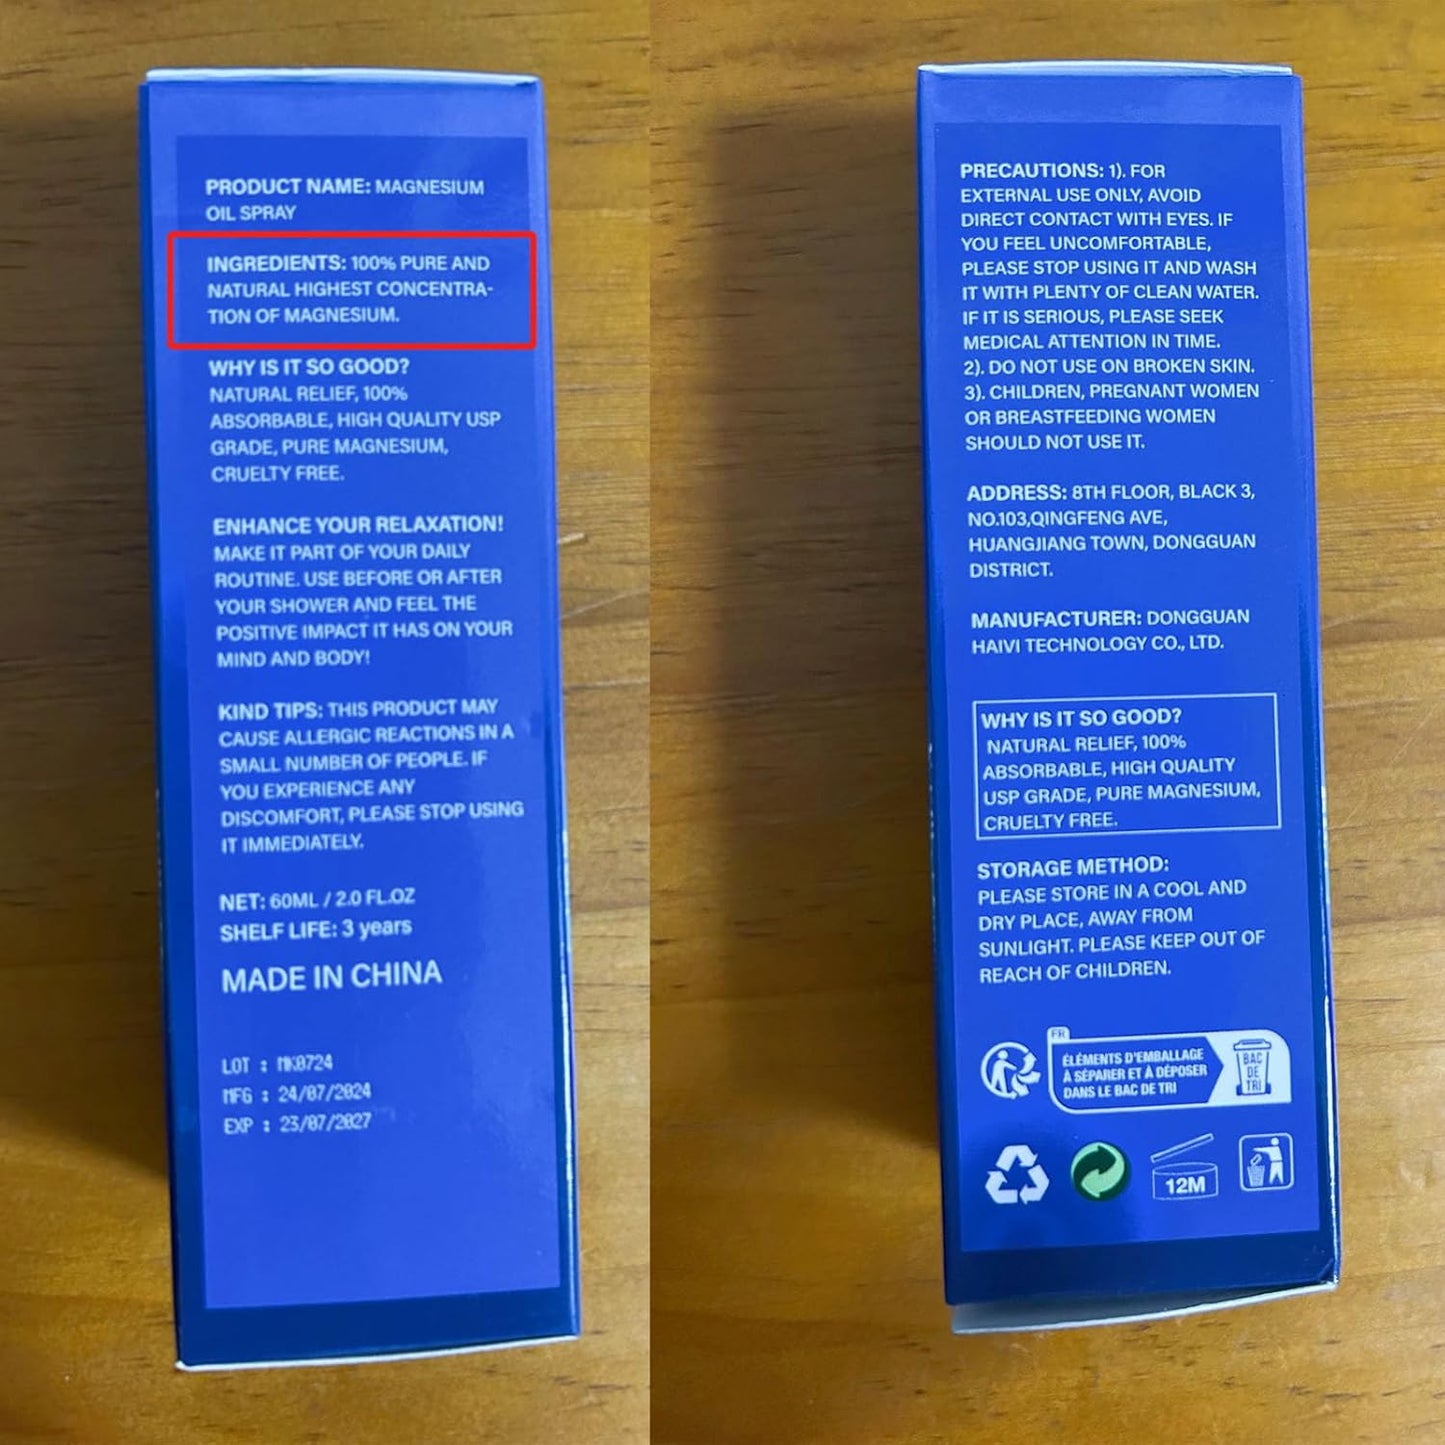 PRODUCT NAME: MAGNESIUM
OIL SPRAY
INGREDIENTS: 100% PURE AND
NATURAL HIGHEST CONCENTRA-
TION OF MAGNESIUM.
WHY IS IT SO GOOD?
NATURAL RELIEF, 100%
ABSORBABLE, HIGH QUALITY USP
GRADE, PURE MAGNESIUM,
CRUELTY FREE.
ENHANCE YOUR RELAXATION!
MAKE IT PART OF YOUR DAILY
ROUTINE. USE BEFORE OR AFTER
YOUR SHOWER AND FEEL THE
POSITIVE IMPACT IT HAS ON YOUR
MIND AND BODY!
KIND TIPS: THIS PRODUCT MAY
CAUSE ALLERGIC REACTIONS IN A
SMALL NUMBER OF PEOPLE. IF
YOU EXPERIENCE ANY
DISCOMFORT, PLEASE STOP USING
IT IMMEDIATELY.
NET: 60ML / 2.0 FL.OZ
SHELF LIFE: 3 years
MADE IN CHINA
LOT : MK0724
MFG : 24/07/2024
EXP : 23/07/2027
PRECAUTIONS: 1). FOR
EXTERNAL USE ONLY, AVOID
DIRECT CONTACT WITH EYES. IF
YOU FEEL UNCOMFORTABLE,
PLEASE STOP USING IT AND WASH
IT WITH PLENTY OF CLEAN WATER.
IF IT IS SERIOUS, PLEASE SEEK
MEDICAL ATTENTION IN TIME.
2). DO NOT USE ON BROKEN SKIN.
3). CHILDREN, PREGNANT WOMEN
OR BREASTFEEDING WOMEN
SHOULD NOT USE IT.
ADDRESS: 8TH FLOOR, BLACK 3,
NO.103,QINGFENG AVE,
HUANGJIANG TOWN, DONGGUAN
DISTRICT.
MANUFACTURER: DONGGUAN
HAIVI TECHNOLOGY CO., LTD.
WHY IS IT SO GOOD?
NATURAL RELIEF, 100%
ABSORBABLE, HIGH QUALITY
USP GRADE, PURE MAGNESIUM,
CRUELTY FREE.
STORAGE METHOD:
PLEASE STORE IN A COOL AND
DRY PLACE, AWAY FROM
SUNLIGHT. PLEASE KEEP OUT OF
REACH OF CHILDREN.
FR
ÉLÉMENTS D'EMBALLAGE
À SÉPARER ET À DÉPOSER
DANS LE BAC DE TRI
BAC
DE
TRI
12M